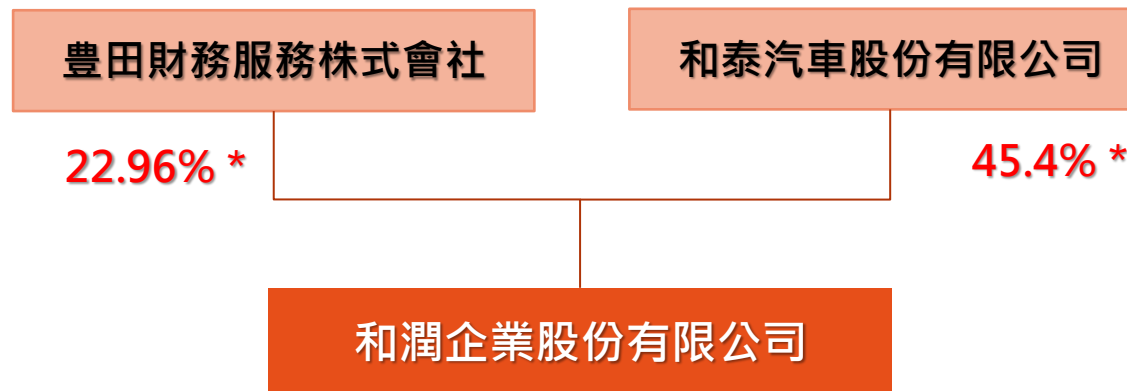 豊田財務服務株式會社
和泰汽車股份有限公司
22.96% *
45.4% *
和潤企業股份有限公司